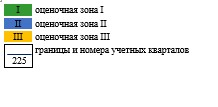 I оценочная зона I
II оценочная зона II
III оценочная зона III
границы и номера учетных кварталов
225